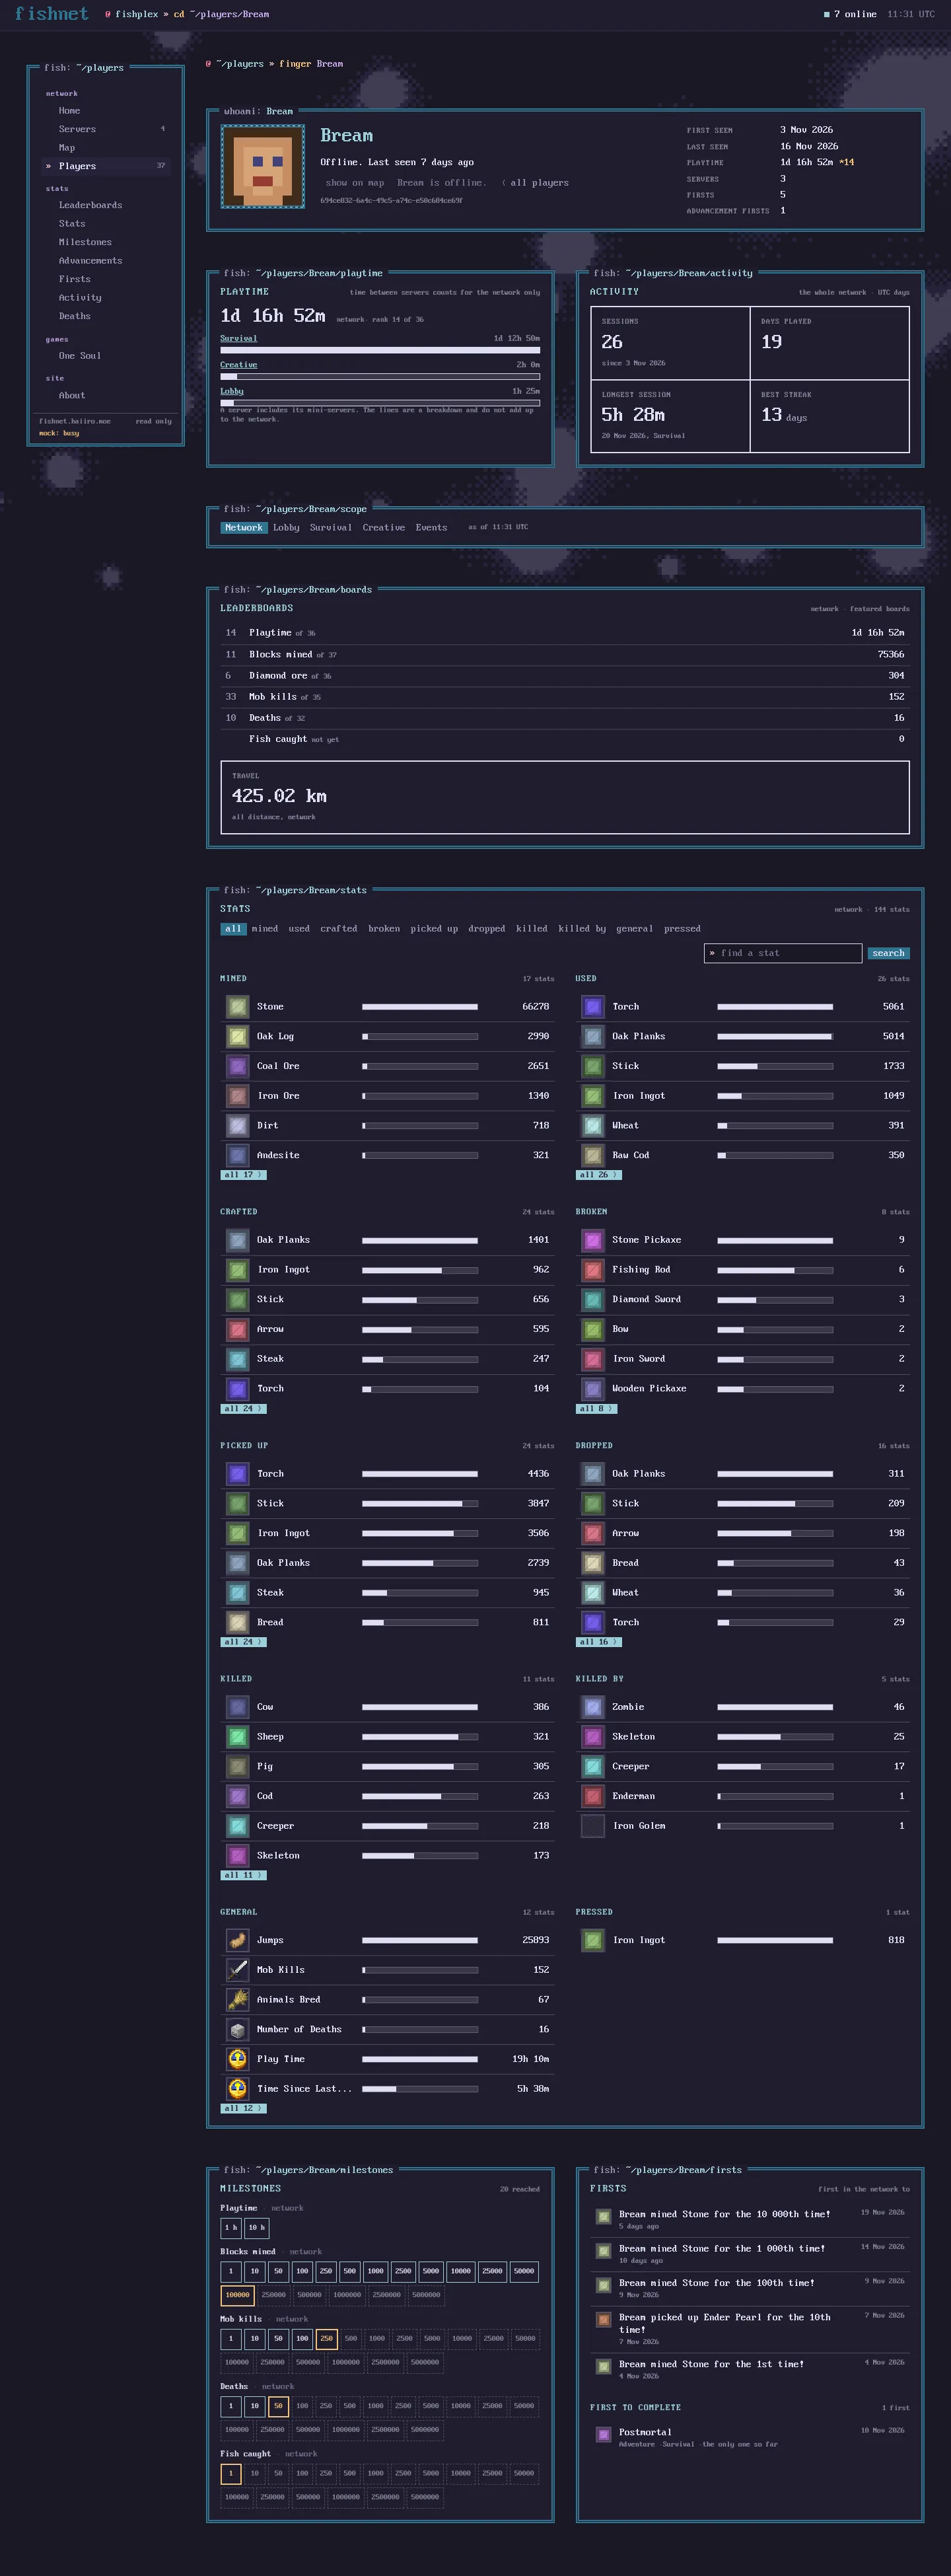 fishnet @ fishplex » cd ~/players/Bream 7 online 11:31 UTC
fish: ~/players
network
Home
Servers 4
Map
» Players 37
stats
Leaderboards
Stats
Milestones
Advancements
Firsts
Activity
Deaths
games
One Soul
site
About
fishnet.haiiro.moe read only
mock: busy
@ ~/players » finger Bream
whoami: Bream
Bream
Offline. Last seen 7 days ago
show on map Bream is offline. ‹ all players
FIRST SEEN 3 Nov 2026
LAST SEEN 16 Nov 2026
PLAYTIME 1d 16h 52m *14
SERVERS 3
FIRSTS 5
ADVANCEMENT FIRSTS 1
fish: ~/players/Bream/playtime
PLAYTIME time between servers counts for the network only
1d 16h 52m network · rank 14 of 36
Survival 1d 12h 50m
Creative 2h 0m
Lobby 1h 25m
A server includes its mini-servers. The lines are a breakdown and do not add up
to the network.
fish: ~/players/Bream/activity
ACTIVITY the whole network · UTC days
SESSIONS
26
since 3 Nov 2026
DAYS PLAYED
19
LONGEST SESSION
5h 28m
20 Nov 2026, Survival
BEST STREAK
13 days
fish: ~/players/Bream/scope
Network Lobby Survival Creative Events as of 11:31 UTC
fish: ~/players/Bream/boards
LEADERBOARDS network · featured boards
14 Playtime of 36 1d 16h 52m
11 Blocks mined of 37 75366
6 Diamond ore of 36 304
33 Mob kills of 35 152
10 Deaths of 32 16
Fish caught not yet 0
TRAVEL
425.02 km
all distance, network
fish: ~/players/Bream/stats
STATS network · 144 stats
all mined used crafted broken picked up dropped killed killed by general pressed
» find a stat search
MINED 17 stats
Stone 66278
Oak Log 2990
Coal Ore 2651
Iron Ore 1340
Dirt 718
Andesite 321
all 17 ›
USED 26 stats
Torch 5061
Oak Planks 5014
Stick 1733
Iron Ingot 1049
Wheat 391
Raw Cod 350
all 26 ›
CRAFTED 24 stats
Oak Planks 1401
Iron Ingot 962
Stick 656
Arrow 595
Steak 247
Torch 104
all 24 ›
BROKEN 8 stats
Stone Pickaxe 9
Fishing Rod 6
Diamond Sword 3
Bow 2
Iron Sword 2
Wooden Pickaxe 2
all 8 ›
PICKED UP 24 stats
Torch 4436
Stick 3847
Iron Ingot 3506
Oak Planks 2739
Steak 945
Bread 811
all 24 ›
DROPPED 16 stats
Oak Planks 311
Stick 209
Arrow 198
Bread 43
Wheat 36
Torch 29
all 16 ›
KILLED 11 stats
Cow 386
Sheep 321
Pig 305
Cod 263
Creeper 218
Skeleton 173
all 11 ›
KILLED BY 5 stats
Zombie 46
Skeleton 25
Creeper 17
Enderman 1
Iron Golem 1
GENERAL 12 stats
Jumps 25893
Mob Kills 152
Animals Bred 67
Number of Deaths 16
Play Time 19h 10m
Time Since Last... 5h 38m
all 12 ›
PRESSED 1 stat
Iron Ingot 818
fish: ~/players/Bream/milestones
MILESTONES 20 reached
Playtime · network
1 h 10 h
Blocks mined · network
1 10 50 100 250 500 1000 2500 5000 10000 25000 50000
100000 250000 500000 1000000 2500000 5000000
Mob kills · network
1 10 50 100 250 500 1000 2500 5000 10000 25000 50000
100000 250000 500000 1000000 2500000 5000000
Deaths · network
1 10 50 100 250 500 1000 2500 5000 10000 25000 50000
100000 250000 500000 1000000 2500000 5000000
Fish caught · network
1 10 50 100 250 500 1000 2500 5000 10000 25000 50000
100000 250000 500000 1000000 2500000 5000000
fish: ~/players/Bream/firsts
FIRSTS first in the network to
Bream mined Stone for the 10 000th time! 19 Nov 2026
5 days ago
Bream mined Stone for the 1 000th time! 14 Nov 2026
10 days ago
Bream mined Stone for the 100th time! 9 Nov 2026
9 Nov 2026
Bream picked up Ender Pearl for the 10th 7 Nov 2026
time!
7 Nov 2026
Bream mined Stone for the 1st time! 4 Nov 2026
4 Nov 2026
FIRST TO COMPLETE 1 first
Postmortal 10 Nov 2026
Adventure · Survival · the only one so far